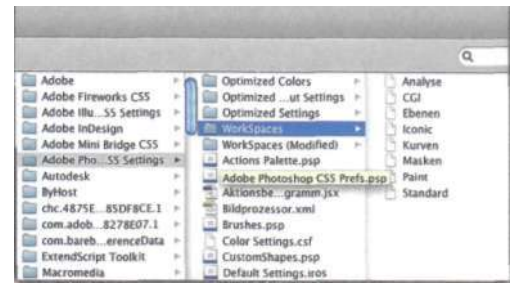 Adobe
Adobe Fireworks CS5
Adobe Illu...S5 Settings
Adobe InDesign
Adobe Mini Bridge CS5
Adobe Pho...S5 Settings
Autodesk
ByHost
chc.4875E...85DF8CE.1
com.adob...8278E07.1
com.bareb...erenceData
ExtendScript Toolkit
Macromedia
Optimized Colors
Optimized ...ut Settings
Optimized Settings
WorkSpaces
WorkSpaces (Modified)
Actions Palette.psp
Adobe Photoshop CS5 Prefs.psp
Aktionsbe...gramm.jsx
Bildprozessor.xml
Brushes.psp
Color Settings.csf
CustomShapes.psp
Default Settings.iros
Analyse
CGI
Ebenen
Iconic
Kurven
Masken
Paint
Standard